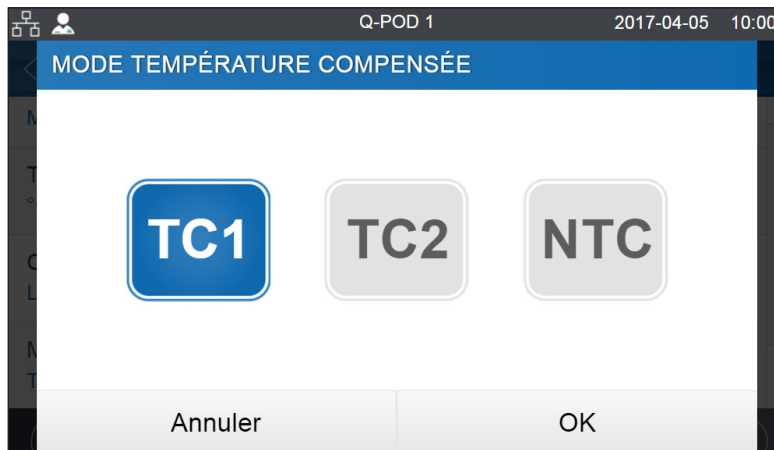 Q-POD 1 2017-04-05 10:00
MODE TEMPÉRATURE COMPENSÉE
TC1 TC2 NTC
Annuler OK